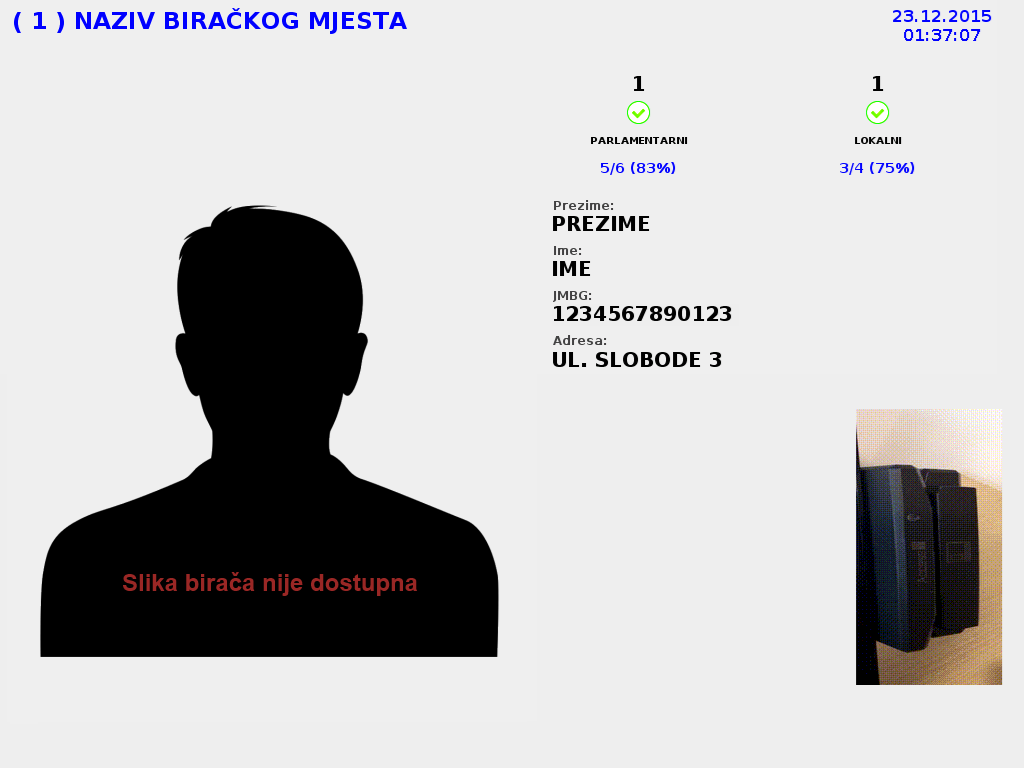 ( 1 ) NAZIV BIRAČKOG MJESTA
23.12.2015
01:37:07
1
1
PARLAMENTARNI
LOKALNI
5/6 (83%)
3/4 (75%)
Prezime:
PREZIME
Ime:
IME
JMBG:
1234567890123
Adresa:
UL. SLOBODE 3
Slika birača nije dostupna